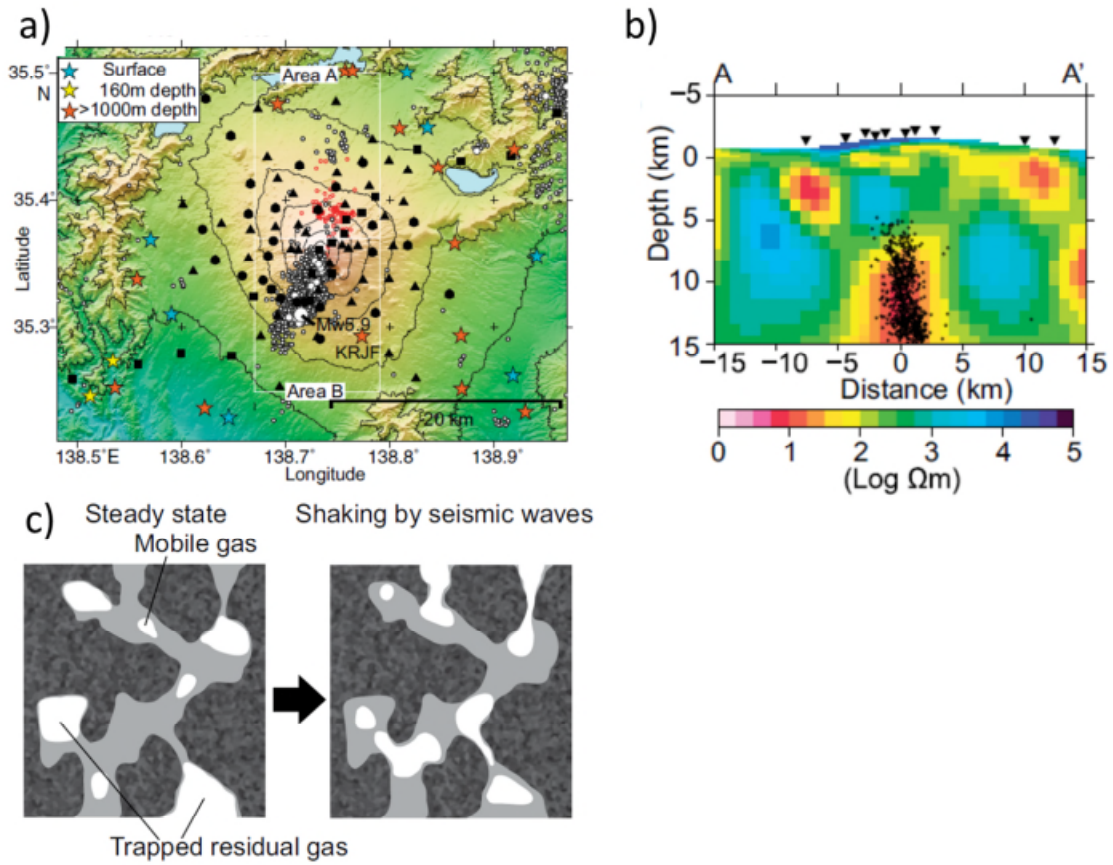 a)
35.5°
N
Surface
160m depth
>1000m depth
Area A
35.4
Latitude
35.3
Mw5.9
KRJF
Area B
20 km
138.5°E
138.6
138.7
138.8
138.9
Longitude
b)
A
A'
−5
0
5
10
15
Depth (km)
−15
−10
−5
0
5
10
15
Distance (km)
0
1
2
3
4
5
(Log Ωm)
c)
Steady state
Mobile gas
Shaking by seismic waves
Trapped residual gas